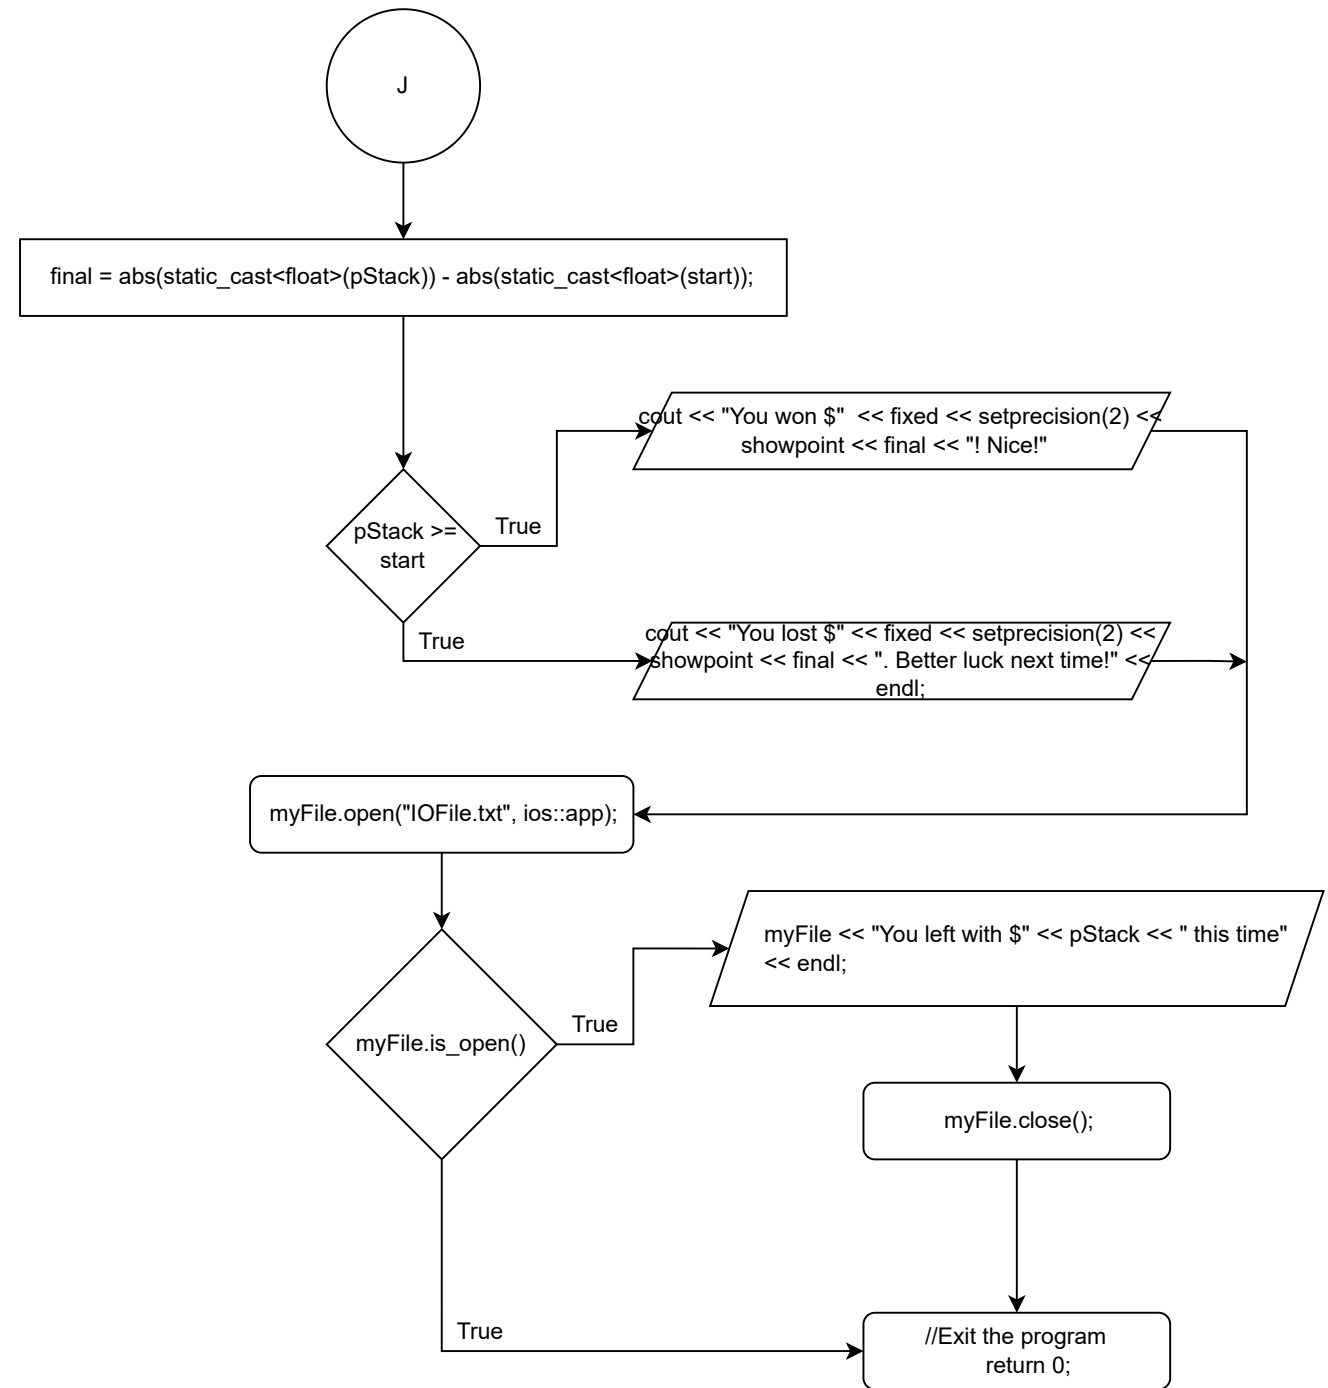 J
final = abs(static_cast<float>(pStack)) - abs(static_cast<float>(start));
cout << "You won $"  << fixed << setprecision(2) <<
showpoint << final << "! Nice!"
pStack >=
start
True
True
cout << "You lost $" << fixed << setprecision(2) <<
showpoint << final << ". Better luck next time!" <<
endl;
myFile.open("IOFile.txt", ios::app);
myFile << "You left with $" << pStack << " this time"
<< endl;
True
myFile.is_open()
myFile.close();
True
//Exit the program
return 0;